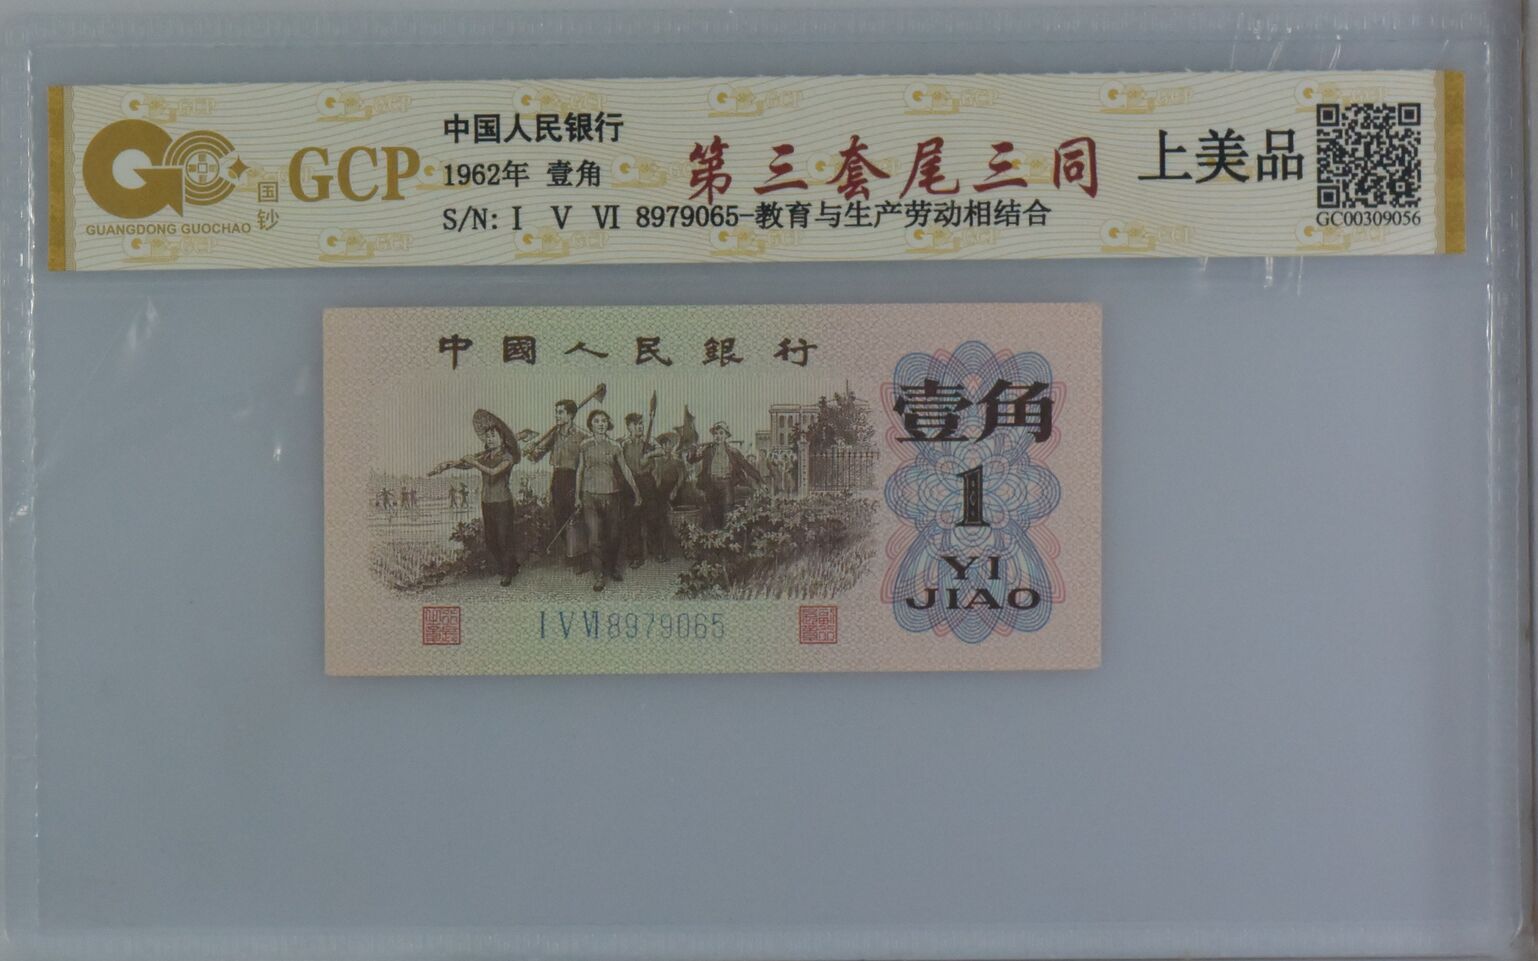 中国人民银行
1962年 壹角
S/N: I V VI 8979065-教育与生产劳动相结合
第三套尾三同
上美品
GC00309056
GCP
国钞
GUANGDONG GUOCHAO
中國人民銀行
壹角
1
YI
JIAO
I V VI 8979065